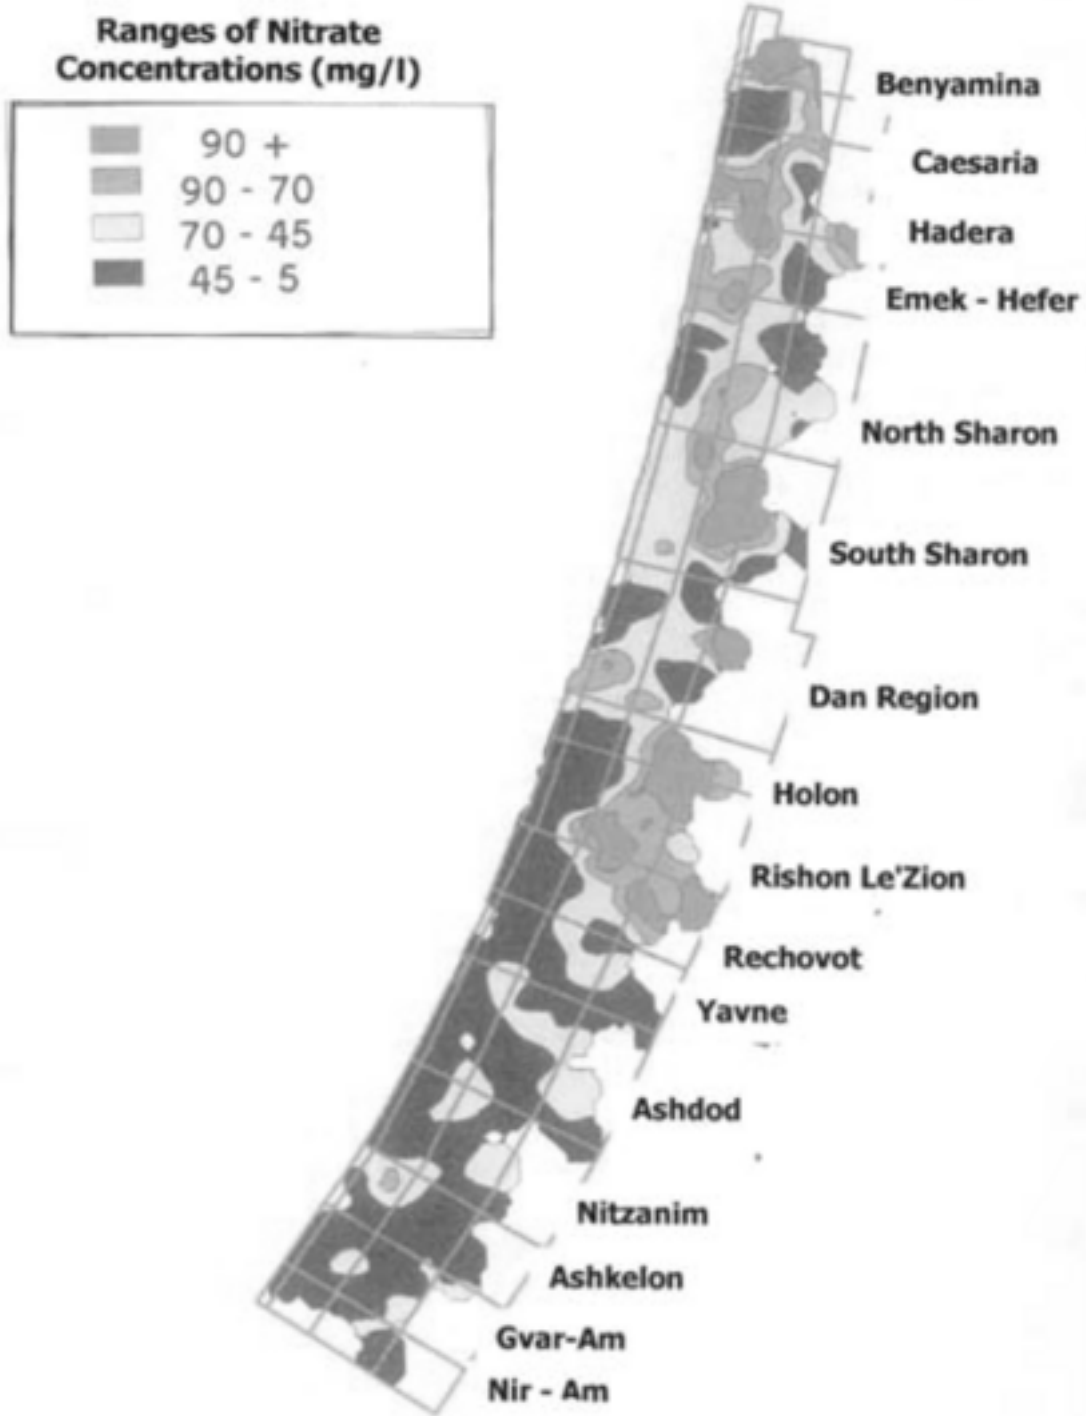 Ranges of Nitrate
Concentrations (mg/l)
90 +
90 - 70
70 - 45
45 - 5
Benyamina
Caesaria
Hadera
Emek - Hefer
North Sharon
South Sharon
Dan Region
Holon
Rishon Le'Zion
Rechovot
Yavne
Ashdod
Nitzanim
Ashkelon
Gvar-Am
Nir - Am